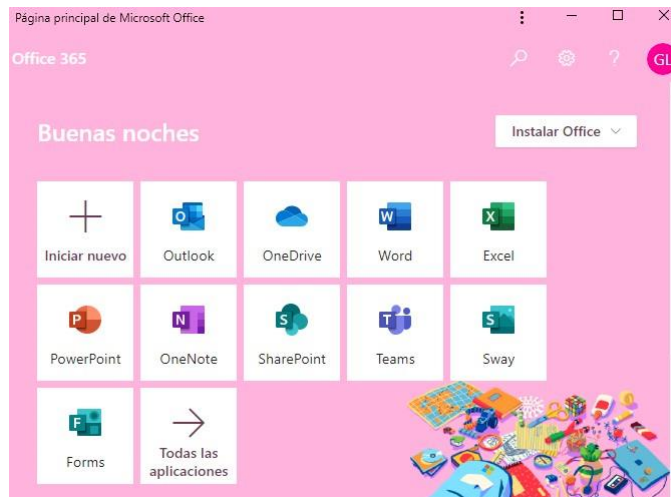 Página principal de Microsoft Office
Office 365
GL
Buenas noches
Instalar Office
Iniciar nuevo
Outlook
OneDrive
Word
Excel
PowerPoint
OneNote
SharePoint
Teams
Sway
Forms
Todas las
aplicaciones